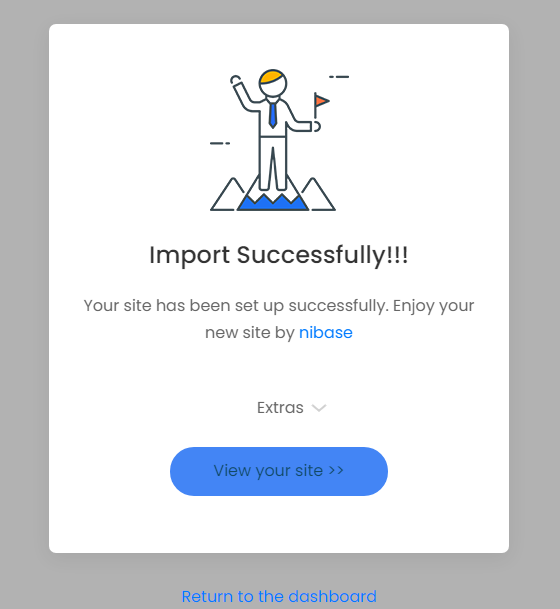 Import Successfully!!!
Your site has been set up successfully. Enjoy your
new site by nibase
Extras
View your site >>
Return to the dashboard